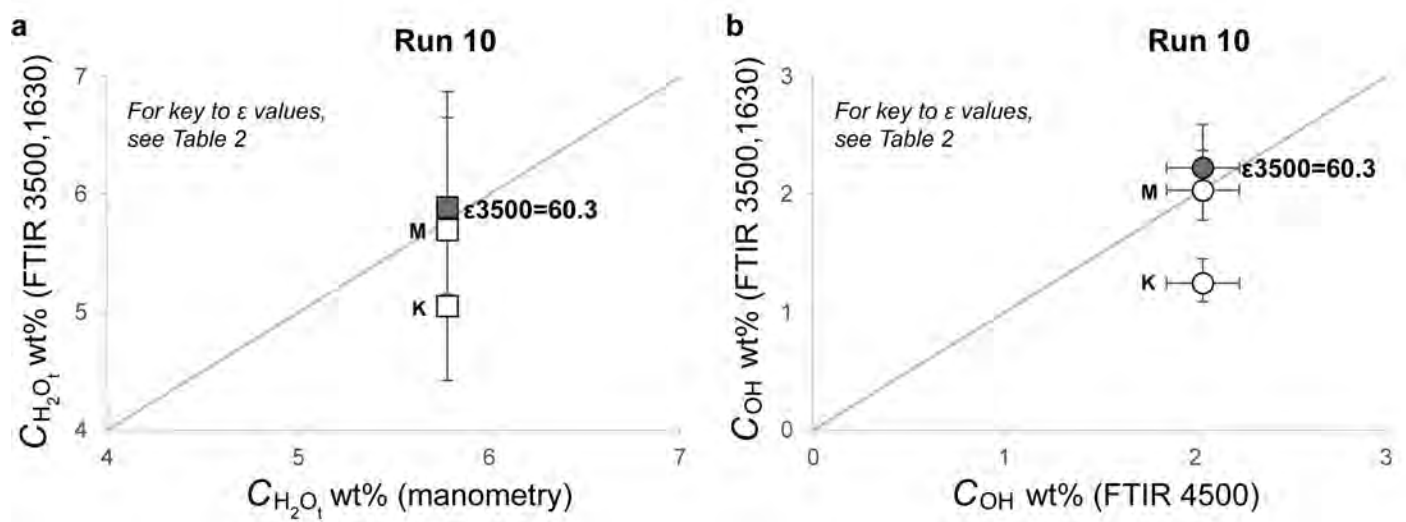 a
Run 10
For key to ε values,
see Table 2
C_H₂O_t wt% (FTIR 3500,1630)
7
6
5
4
ε3500=60.3
M
K
4 5 6 7
C_H₂O_t wt% (manometry)
b
Run 10
For key to ε values,
see Table 2
C_OH wt% (FTIR 3500,1630)
3
2
1
0
ε3500=60.3
M
K
0 1 2 3
C_OH wt% (FTIR 4500)